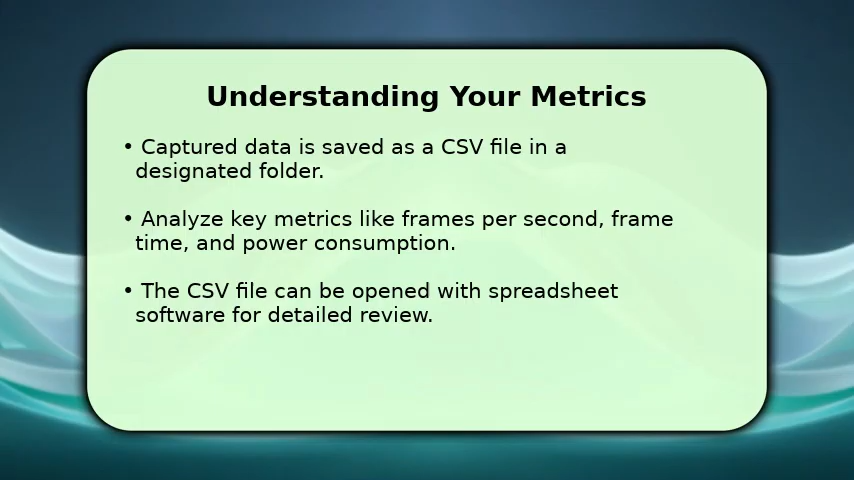 Understanding Your Metrics
• Captured data is saved as a CSV file in a
designated folder.
• Analyze key metrics like frames per second, frame
time, and power consumption.
• The CSV file can be opened with spreadsheet
software for detailed review.